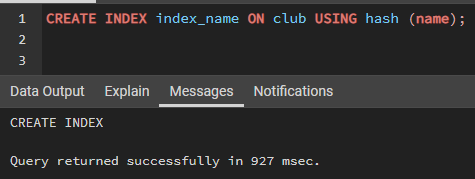 1 CREATE INDEX index_name ON club USING hash (name);
2
3
Data Output Explain Messages Notifications
CREATE INDEX
Query returned successfully in 927 msec.